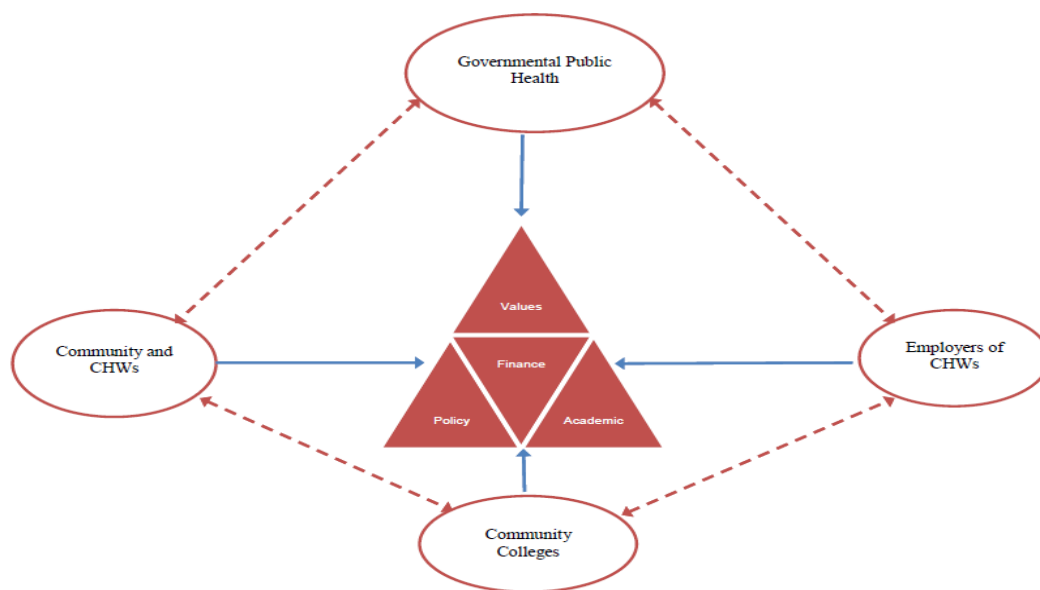 Governmental Public
Health
Values
Community and
CHWs
Finance
Employers of
CHWs
Policy
Academic
Community
Colleges